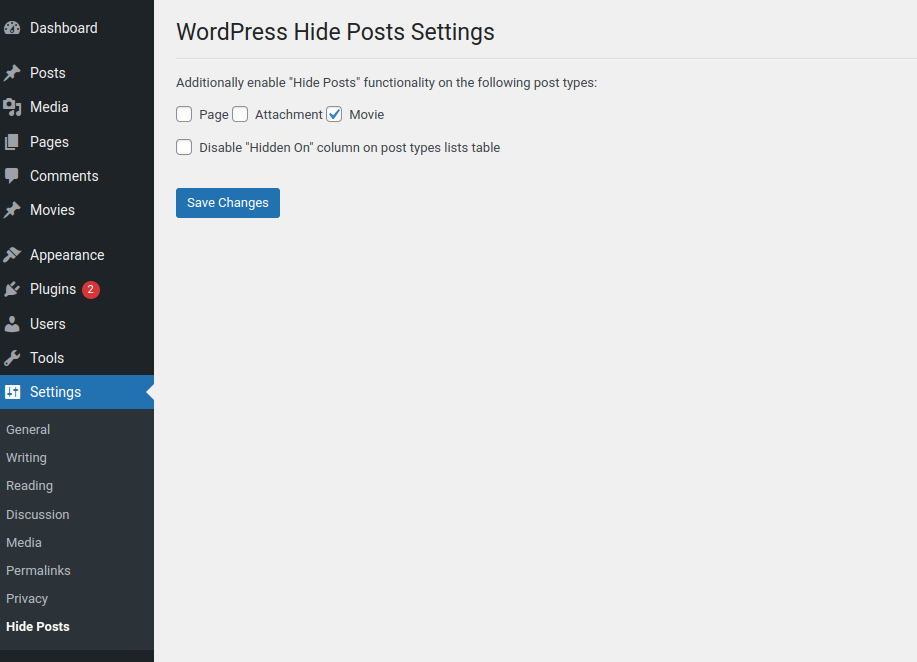 Dashboard
Posts
Media
Pages
Comments
Movies
Appearance
Plugins 2
Users
Tools
Settings
General
Writing
Reading
Discussion
Media
Permalinks
Privacy
Hide Posts
WordPress Hide Posts Settings
Additionally enable "Hide Posts" functionality on the following post types:
Page Attachment Movie
Disable "Hidden On" column on post types lists table
Save Changes